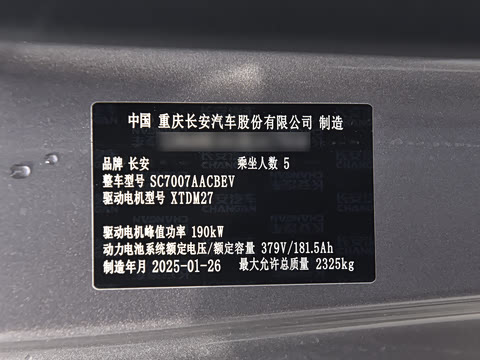 中国 重庆长安汽车股份有限公司 制造
品牌 长安 乘坐人数 5
整车型号 SC7007AACBEV
驱动电机型号 XTDM27
驱动电机峰值功率 190kW
动力电池系统额定电压/额定容量 379V/181.5Ah
制造年月 2025-01-26 最大允许总质量 2325kg